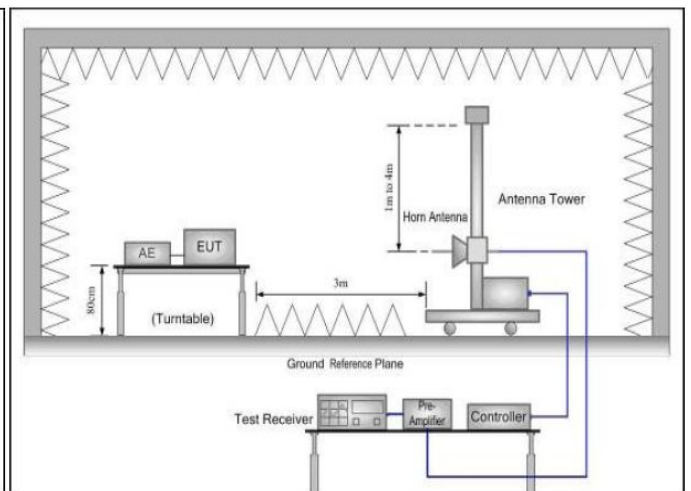 1m to 4m
Horn Antenna
Antenna Tower
AE
EUT
80cm
3m
(Turntable)
Ground Reference Plane
Test Receiver
Pre-
Amplifier
Controller